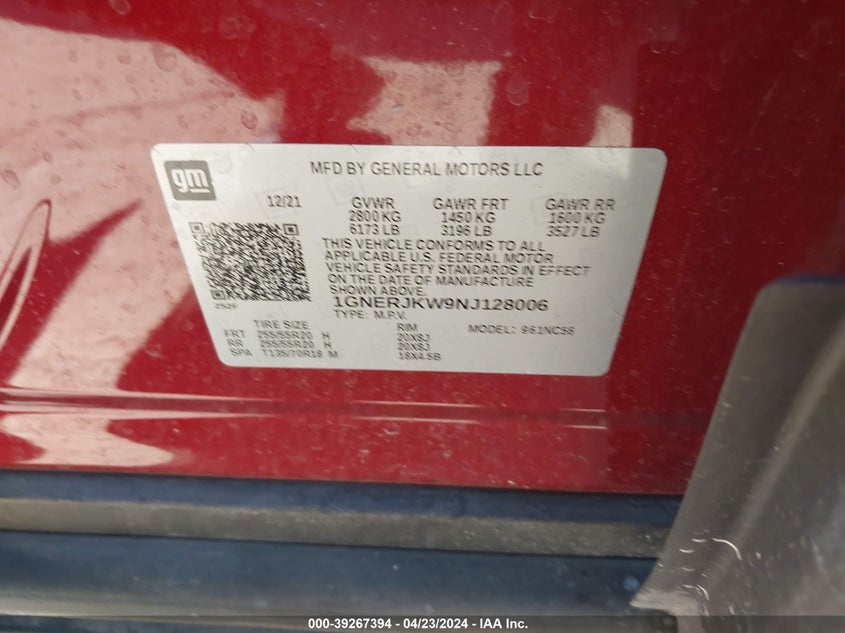 gm
MFD BY GENERAL MOTORS LLC
12/21 GVWR GAWR FRT GAWR RR
2800 KG 1450 KG 1600 KG
6173 LB 3196 LB 3527 LB
THIS VEHICLE CONFORMS TO ALL
APPLICABLE U.S. FEDERAL MOTOR
VEHICLE SAFETY STANDARDS IN EFFECT
ON THE DATE OF MANUFACTURE
SHOWN ABOVE.
1GNERJKW9NJ128006
TYPE: M.P.V.
TIRE SIZE RIM MODEL: 961NC56
FRT 255/55R20 H 20X8J
RR 255/55R20 H 20X8J
SPA T135/70R18 M 18X4.5B
000-39267394 - 04/23/2024 - IAA Inc.